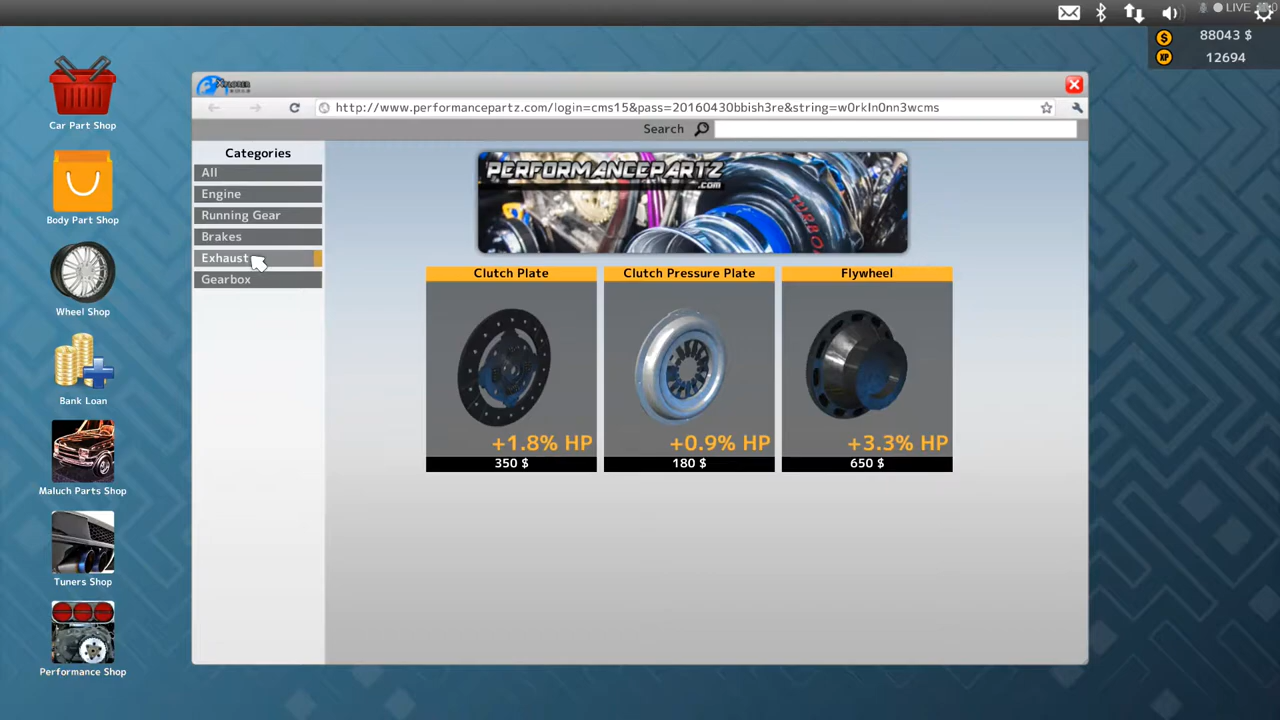 LIVE
88043 $
12694
Car Part Shop
Body Part Shop
Wheel Shop
Bank Loan
Maluch Parts Shop
Tuners Shop
Performance Shop
http://www.performancepartz.com/login=cms15&pass=20160430bbish3re&string=w0rkIn0nn3wcms
Search
Categories
All
Engine
Running Gear
Brakes
Exhaust
Gearbox
PERFORMANCEPARTZ
.com
TURBO
Clutch Plate
+1.8% HP
350 $
Clutch Pressure Plate
+0.9% HP
180 $
Flywheel
+3.3% HP
650 $